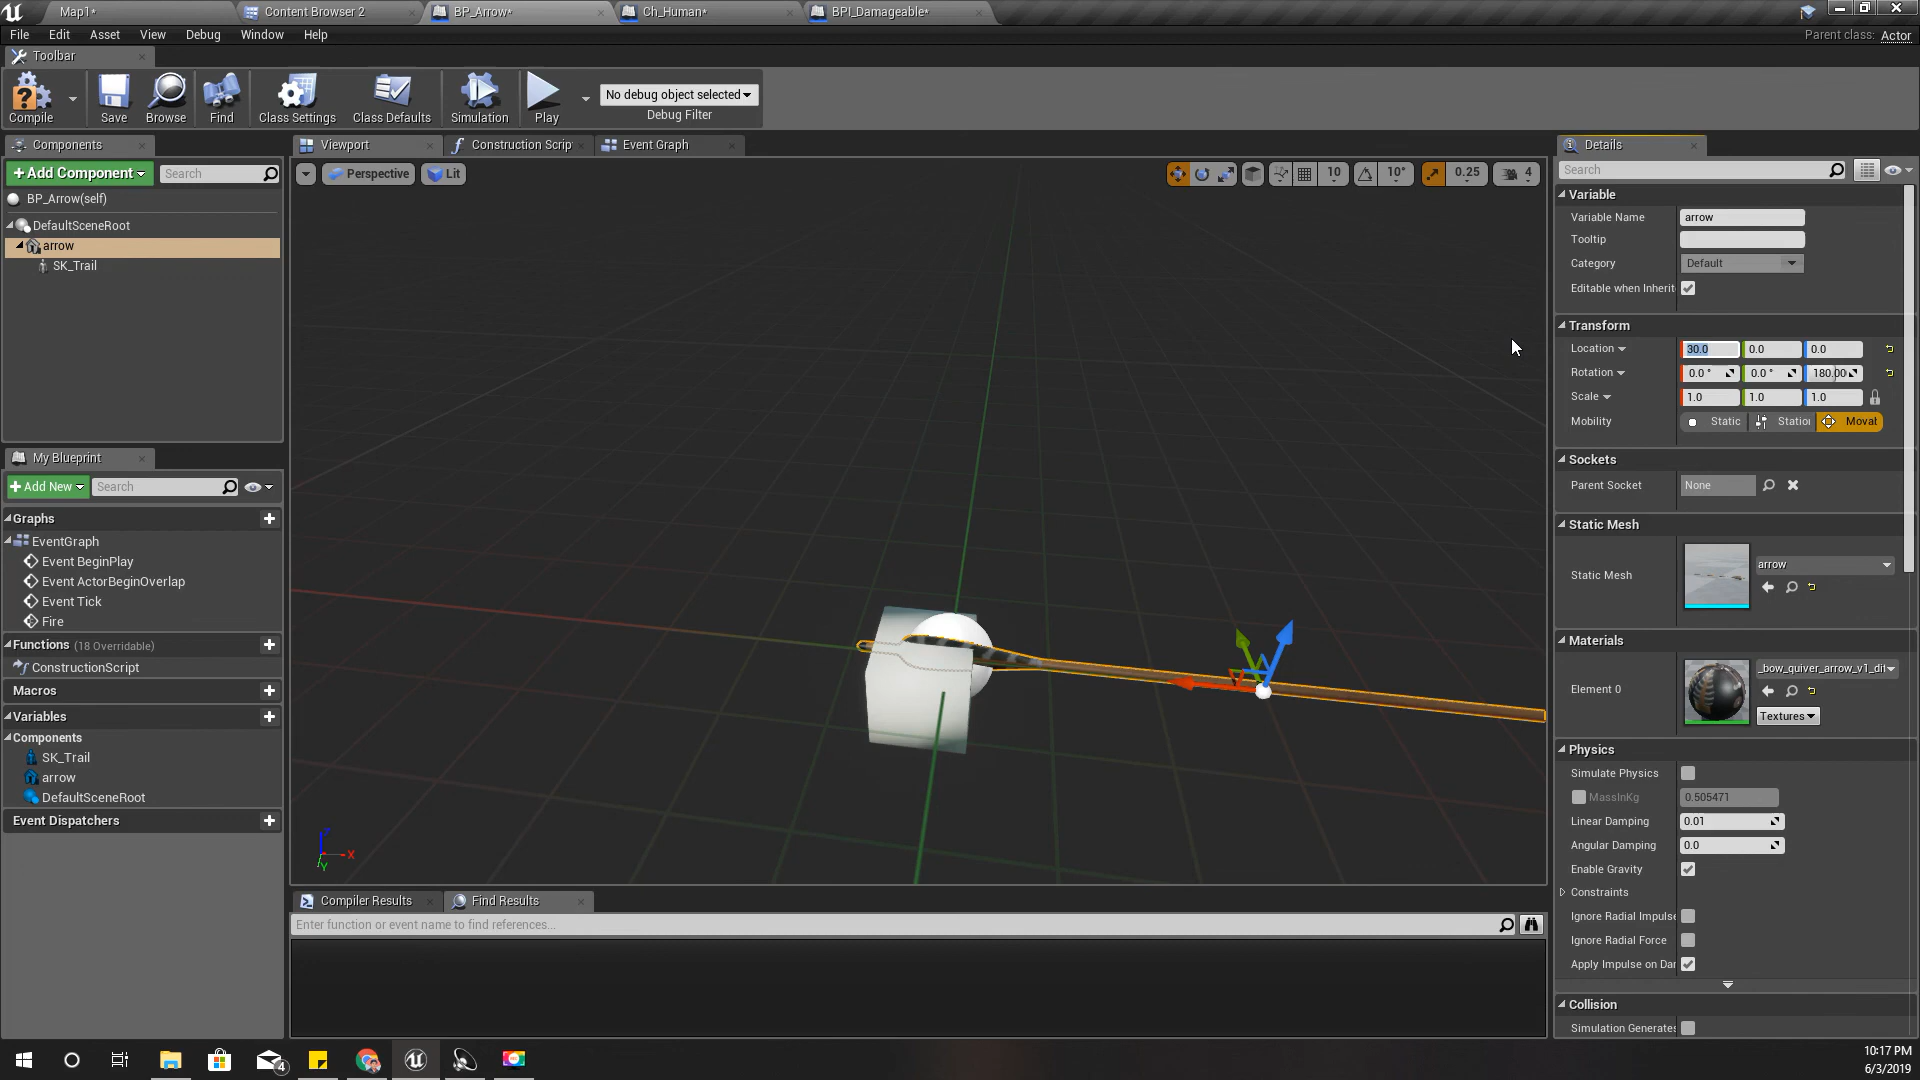 Map1*
Content Browser 2
BP_Arrow*
Ch_Human*
BPI_Damageable*
File
Edit
Asset
View
Debug
Window
Help
Parent class:
Actor
Toolbar
Compile
Save
Browse
Find
Class Settings
Class Defaults
Simulation
Play
No debug object selected
Debug Filter
Components
+Add Component
Search
BP_Arrow(self)
DefaultSceneRoot
arrow
SK_Trail
My Blueprint
+Add New
Search
Graphs
EventGraph
Event BeginPlay
Event ActorBeginOverlap
Event Tick
Fire
Functions (18 Overridable)
ConstructionScript
Macros
Variables
Components
SK_Trail
arrow
DefaultSceneRoot
Event Dispatchers
Viewport
Construction Scrip
Event Graph
Perspective
Lit
10
10°
0.25
4
Z
X
Y
Compiler Results
Find Results
Enter function or event name to find references...
Details
Search
Variable
Variable Name
arrow
Tooltip
Category
Default
Editable when Inherit
Transform
Location
30.0
0.0
0.0
Rotation
0.0 °
0.0 °
180.00
Scale
1.0
1.0
1.0
Mobility
Static
Station
Movat
Sockets
Parent Socket
None
Static Mesh
Static Mesh
arrow
Materials
Element 0
_bow_quiver_arrow_v1_dif
Textures
Physics
Simulate Physics
MassInKg
0.505471
Linear Damping
0.01
Angular Damping
0.0
Enable Gravity
Constraints
Ignore Radial Impulse
Ignore Radial Force
Apply Impulse on Dar
Collision
Simulation Generates
4
10:17 PM
6/3/2019